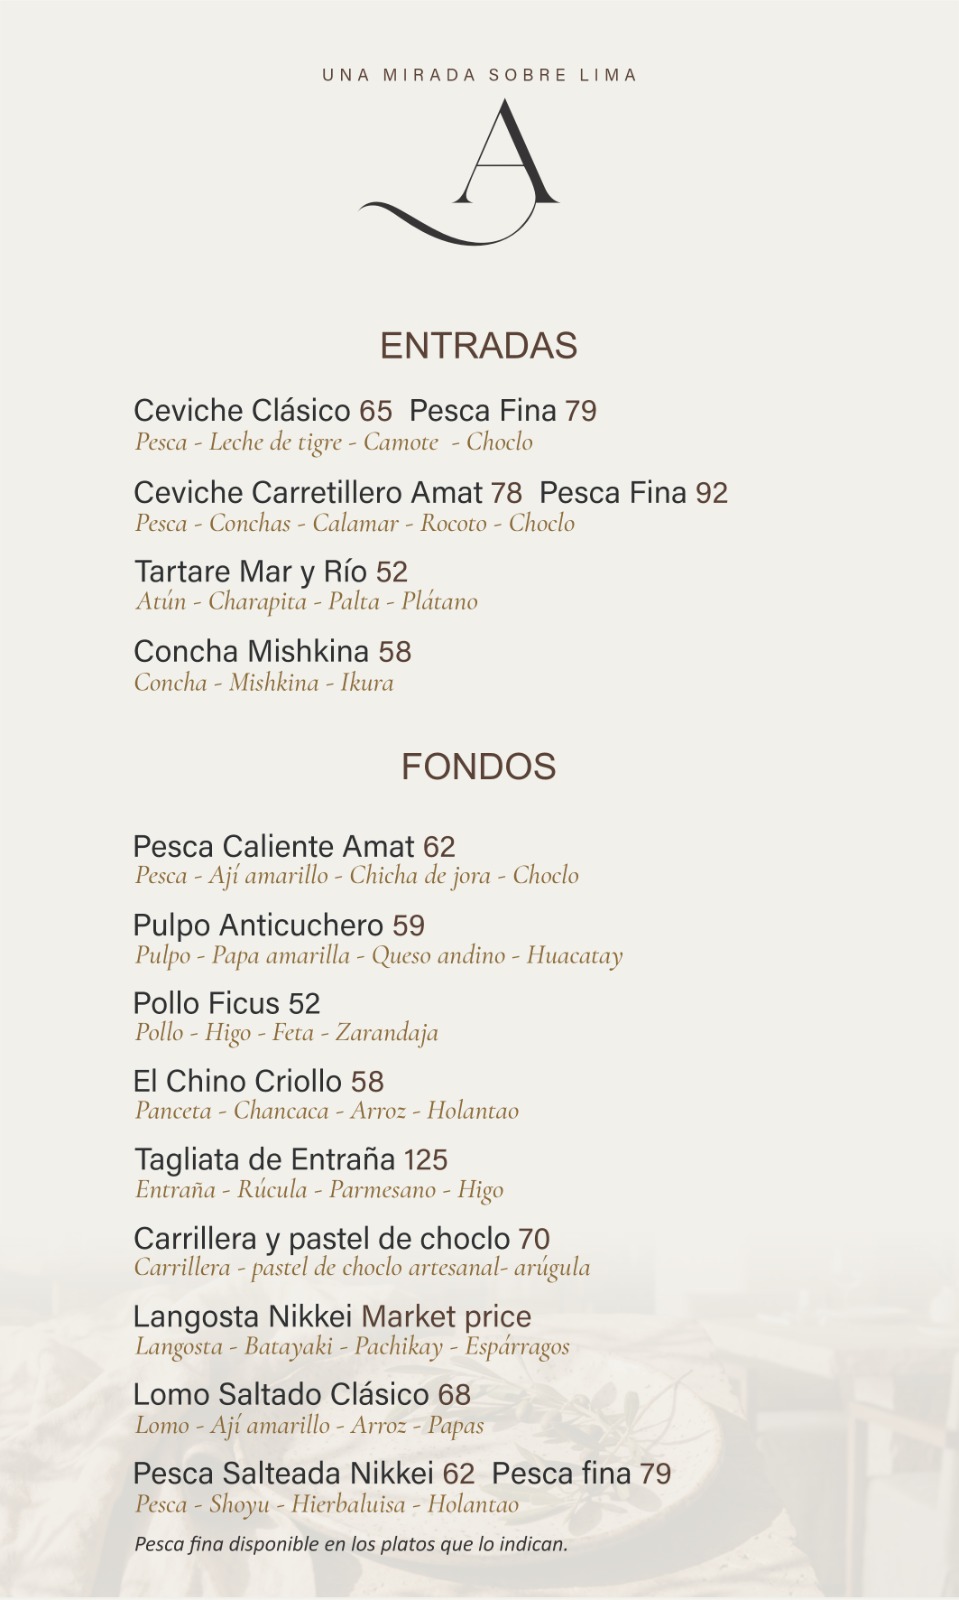 UNA MIRADA SOBRE LIMA
A
ENTRADAS
Ceviche Clásico 65  Pesca Fina 79
Pesca - Leche de tigre - Camote  - Choclo
Ceviche Carretillero Amat 78  Pesca Fina 92
Pesca - Conchas - Calamar - Rocoto - Choclo
Tartare Mar y Río 52
Atún - Charapita - Palta - Plátano
Concha Mishkina 58
Concha - Mishkina - Ikura
FONDOS
Pesca Caliente Amat 62
Pesca - Ají amarillo - Chicha de jora - Choclo
Pulpo Anticuchero 59
Pulpo - Papa amarilla - Queso andino - Huacatay
Pollo Ficus 52
Pollo - Higo - Feta - Zarandaja
El Chino Criollo 58
Panceta - Chancaca - Arroz - Holantao
Tagliata de Entraña 125
Entraña - Rúcula - Parmesano - Higo
Carrillera y pastel de choclo 70
Carrillera - pastel de choclo artesanal- arúgula
Langosta Nikkei Market price
Langosta - Batayaki - Pachikay - Espárragos
Lomo Saltado Clásico 68
Lomo - Ají amarillo - Arroz - Papas
Pesca Salteada Nikkei 62  Pesca fina 79
Pesca - Shoyu - Hierbaluisa - Holantao
Pesca fina disponible en los platos que lo indican.